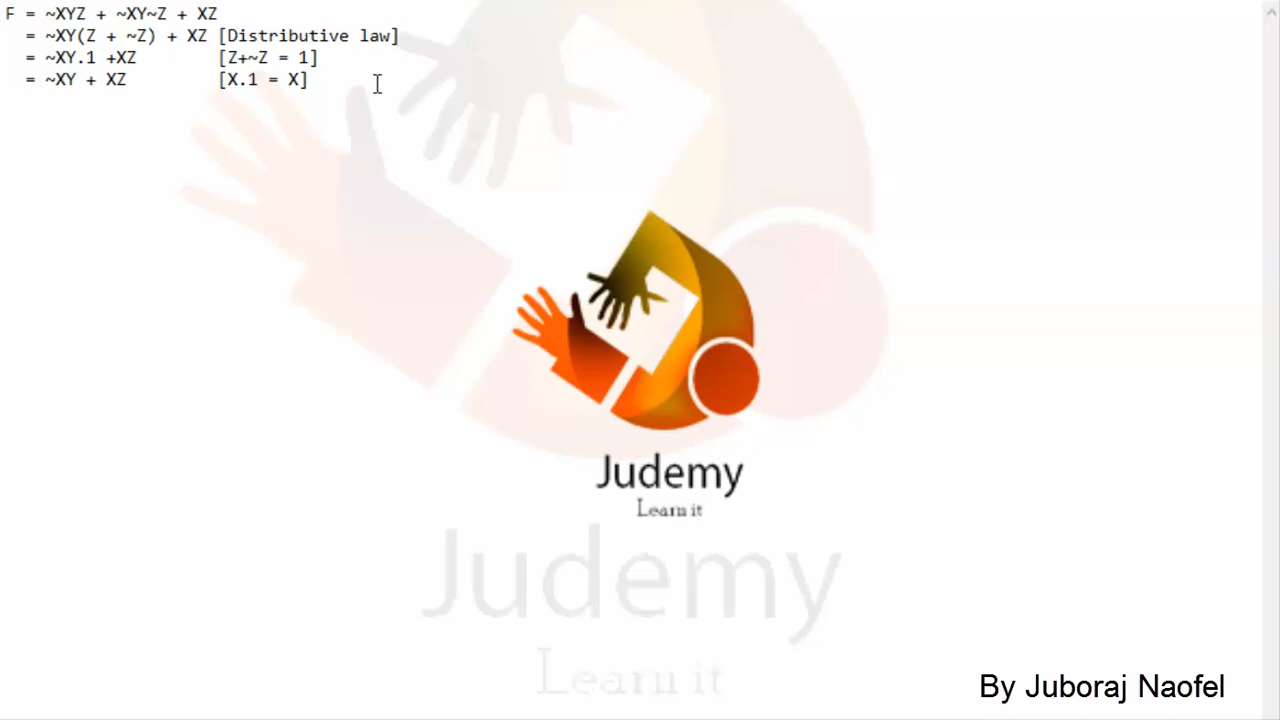 F = ~XYZ + ~XY~Z + XZ
= ~XY(Z + ~Z) + XZ [Distributive law]
= ~XY.1 +XZ [Z+~Z = 1]
= ~XY + XZ [X.1 = X]
Judemy
Learn it
Judemy
Learn it
By Juboraj Naofel